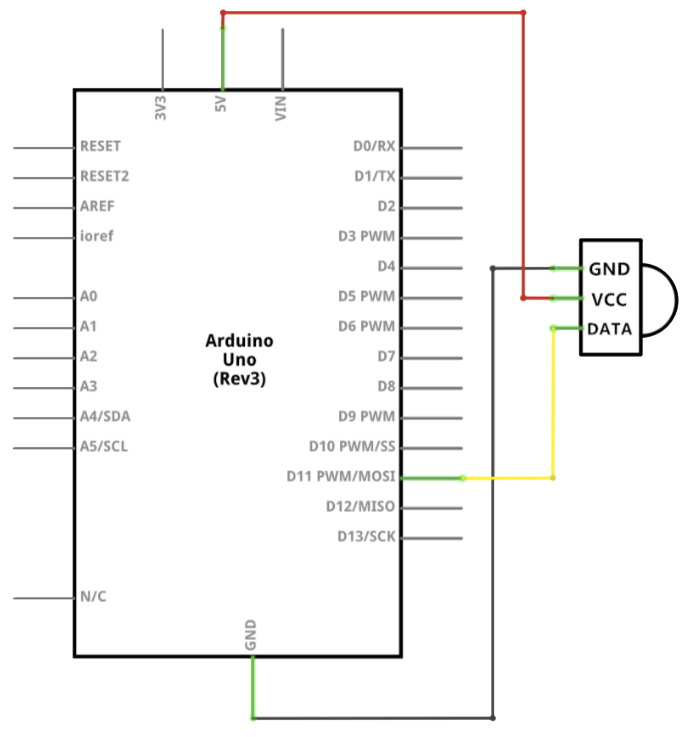 3V3
5V
VIN
RESET
RESET2
AREF
ioref
A0
A1
A2
A3
A4/SDA
A5/SCL
N/C
Arduino
Uno
(Rev3)
D0/RX
D1/TX
D2
D3 PWM
D4
D5 PWM
D6 PWM
D7
D8
D9 PWM
D10 PWM/SS
D11 PWM/MOSI
D12/MISO
D13/SCK
GND
GND
VCC
DATA